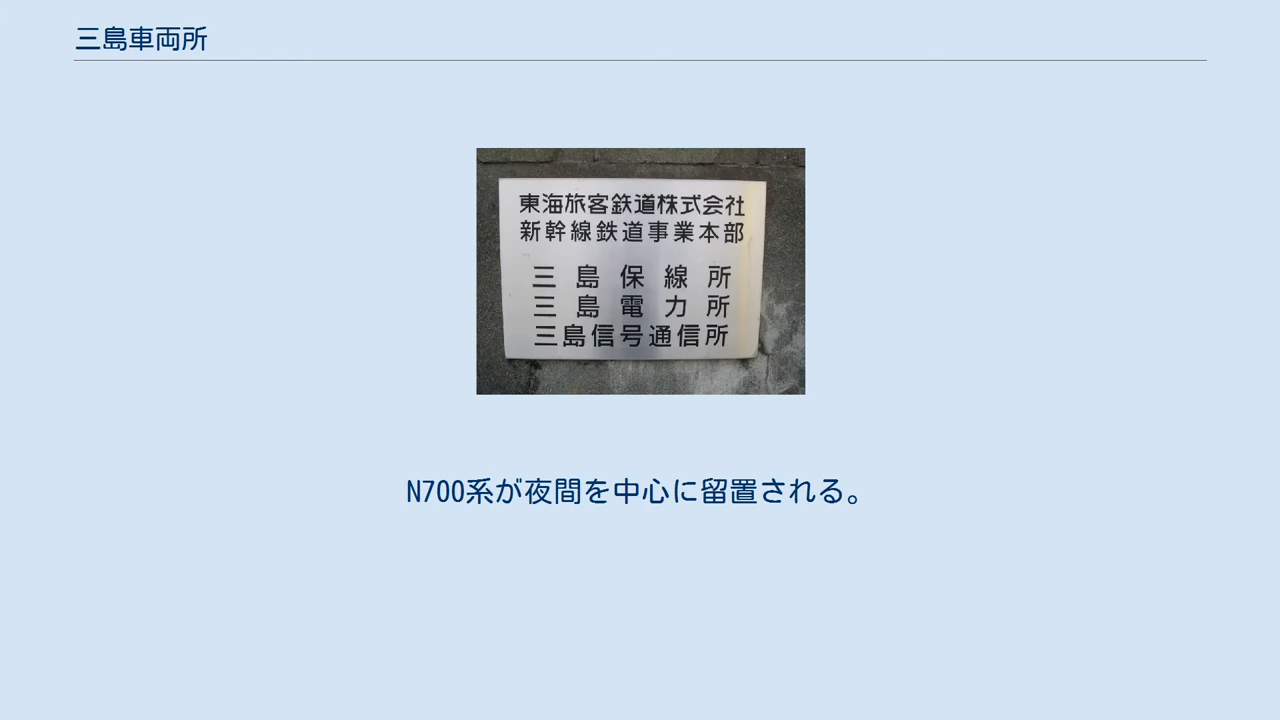 三島車両所
東海旅客鉄道株式会社
新幹線鉄道事業本部
三島保線所
三島電力所
三島信号通信所
N700系が夜間を中心に留置される。